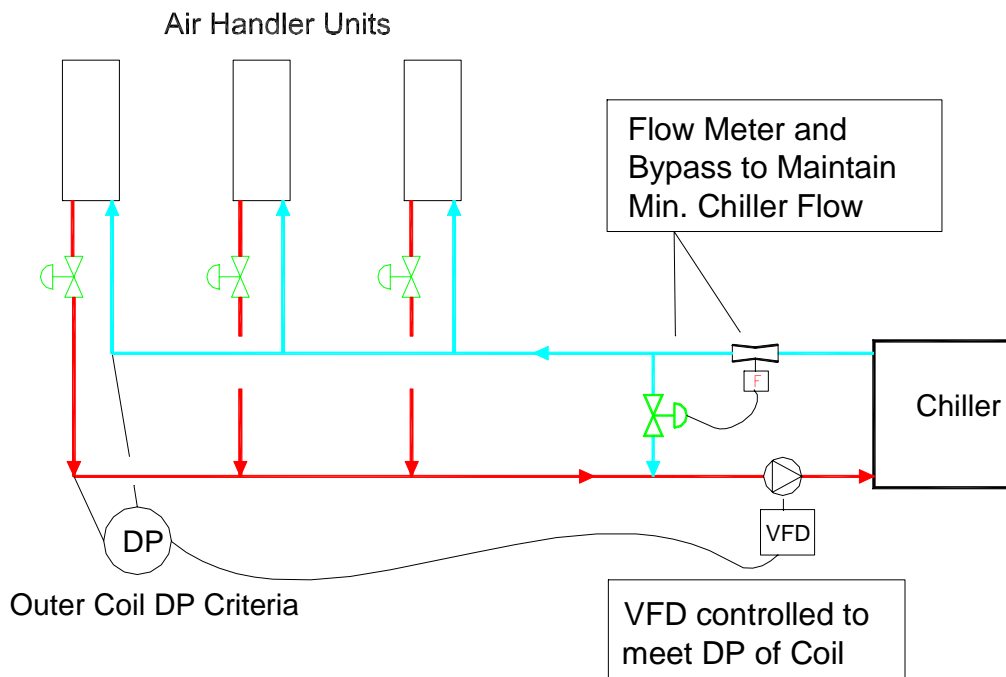 Air Handler Units
Flow Meter and
Bypass to Maintain
Min. Chiller Flow
F
Chiller
DP
VFD
Outer Coil DP Criteria
VFD controlled to
meet DP of Coil